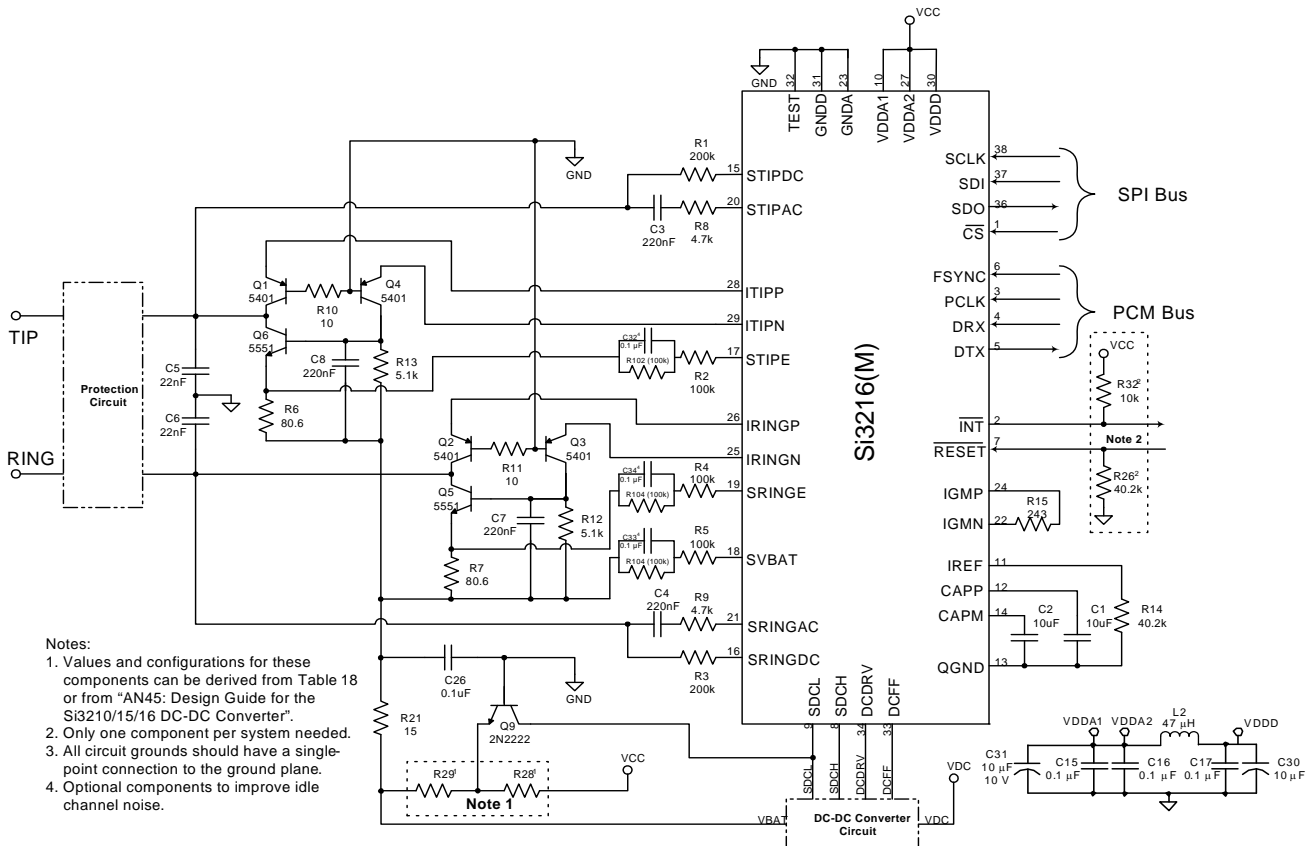 VCC
GND
32
31
23
10
27
30
TEST
GNDD
GNDA
VDDA1
VDDA2
VDDD
R1
200k
15
STIPDC
GND
20
STIPAC
C3
220nF
R8
4.7k
38
SCLK
37
SDI
36
SDO
1
CS
SPI Bus
6
FSYNC
3
PCLK
4
DRX
5
DTX
PCM Bus
Q1
5401
Q4
5401
R10
10
28
ITIPP
29
ITIPN
TIP
Q6
5551
C8
220nF
R13
5.1k
C32⁴
0.1 µF
R102 (100k)
17
STIPE
R2
100k
C5
22nF
Protection
Circuit
C6
22nF
R6
80.6
Si3216(M)
VCC
R32²
10k
INT
2
Note 2
RESET
7
R26²
40.2k
26
IRINGP
Q2
5401
Q3
5401
R11
10
25
IRINGN
RING
Q5
5551
C7
220nF
R12
5.1k
C34⁴
0.1 µF
R104 (100k)
R4
100k
19
SRINGE
IGMP
24
R15
243
IGMN
22
C33⁴
0.1 µF
R104 (100k)
R5
100k
18
SVBAT
R7
80.6
IREF
11
CAPP
12
CAPM
14
C2
10uF
C1
10uF
R14
40.2k
QGND
13
C4
220nF
R9
4.7k
21
SRINGAC
16
SRINGDC
R3
200k
Notes:
1. Values and configurations for these
components can be derived from Table 18
or from “AN45: Design Guide for the
Si3210/15/16 DC-DC Converter”.
2. Only one component per system needed.
3. All circuit grounds should have a single-
point connection to the ground plane.
4. Optional components to improve idle
channel noise.
C26
0.1uF
GND
R21
15
Q9
2N2222
VCC
R29¹
R28¹
Note 1
SDCL
SDCH
DCDRV
DCFF
9
8
34
33
SDCL
SDCH
DCDRV
DCFF
VBAT
DC-DC Converter
Circuit
VDC
VDC
VDDA1
VDDA2
L2
47 µH
VDDD
C31
10 µF
10 V
C15
0.1 µF
C16
0.1 µF
C17
0.1 µF
C30
10 µF